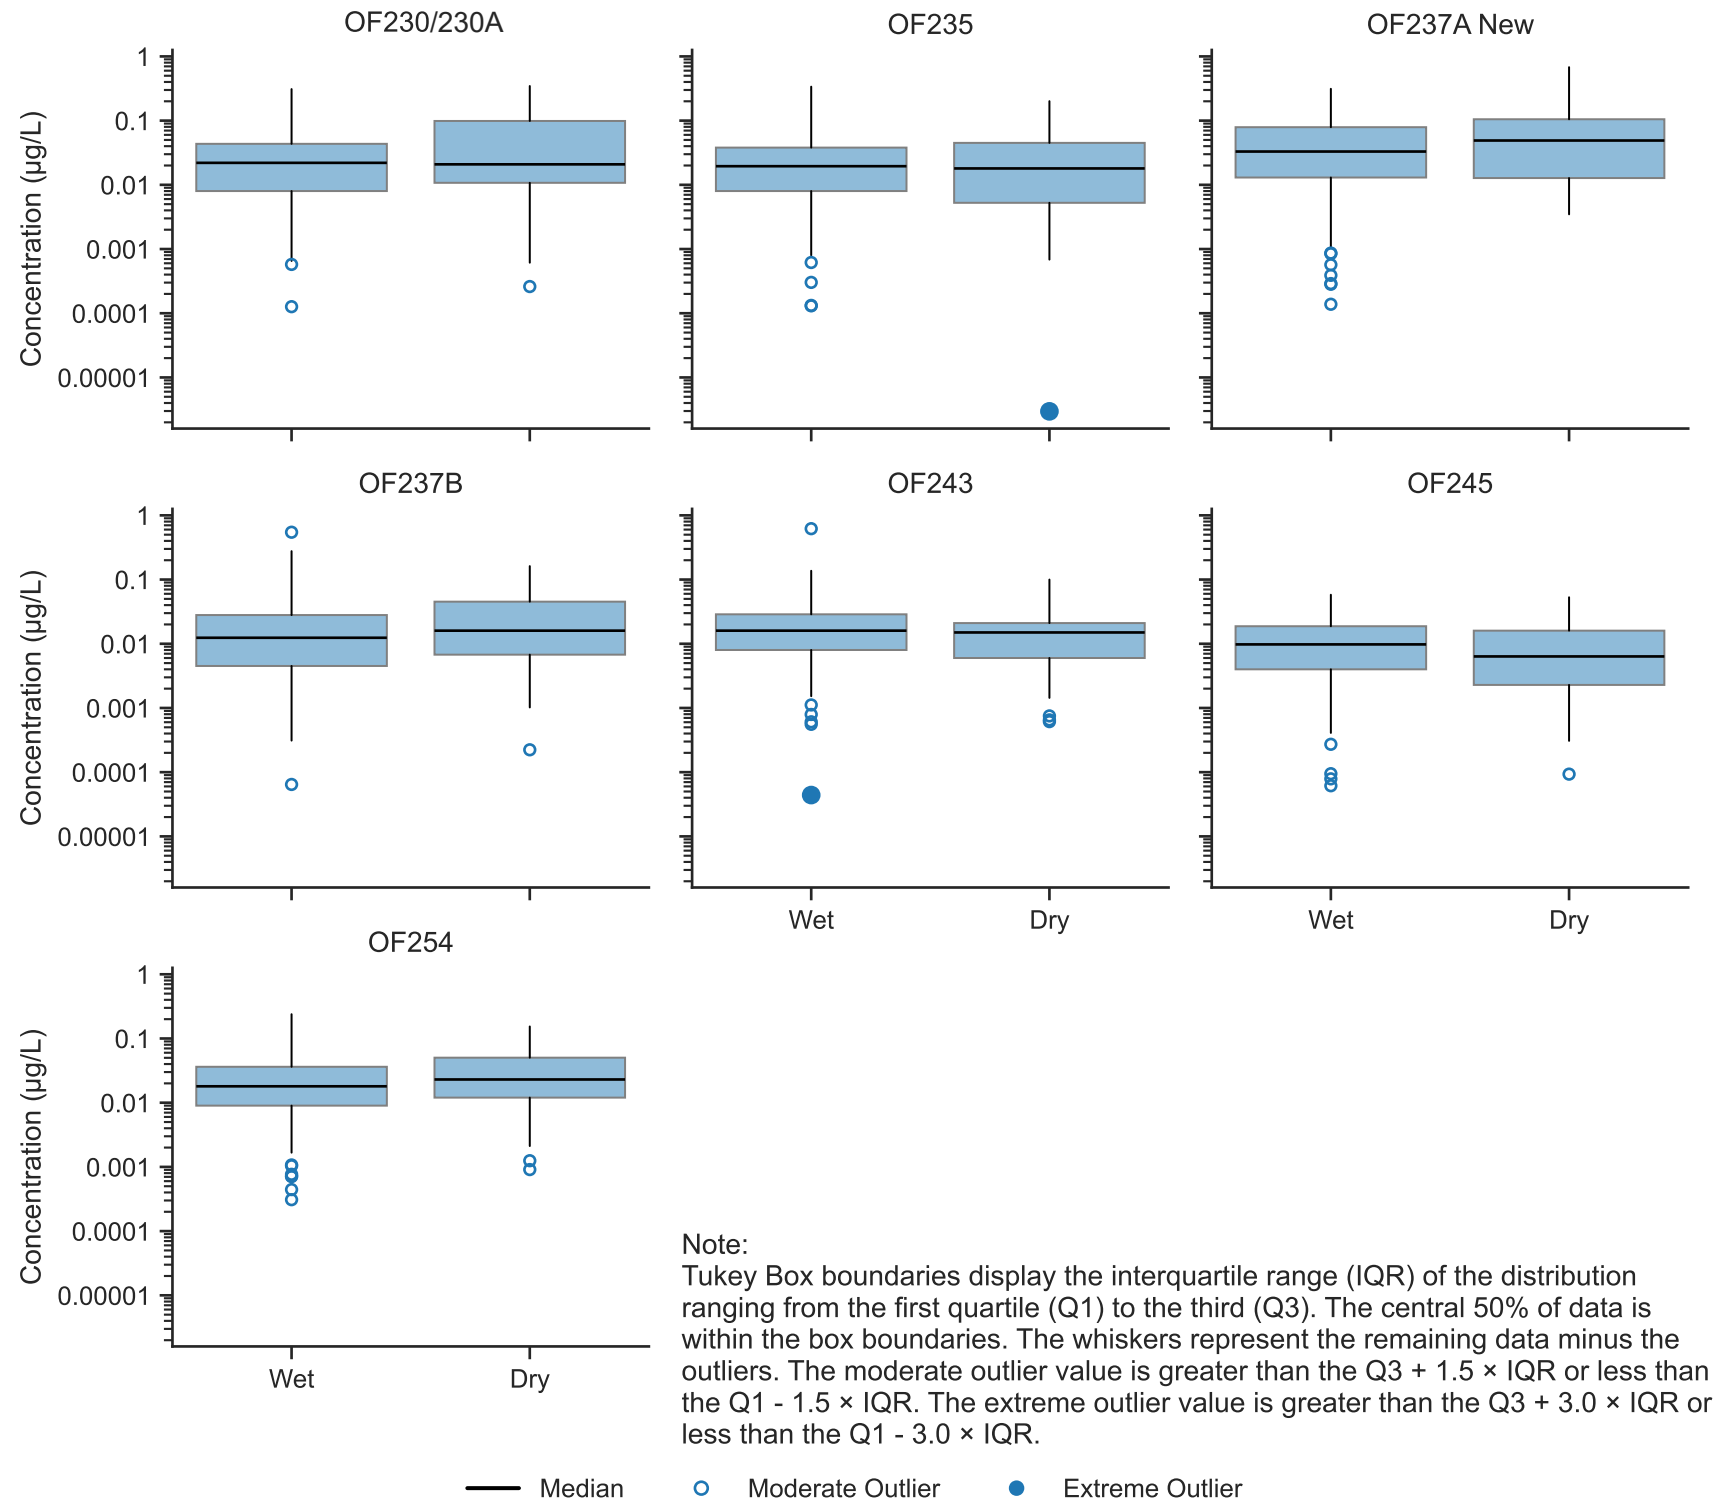 OF230/230A
OF235
OF237A New
Concentration (µg/L)
1
0.1
0.01
0.001
0.0001
0.00001
OF237B
OF243
OF245
Concentration (µg/L)
1
0.1
0.01
0.001
0.0001
0.00001
Wet
Dry
Wet
Dry
OF254
Concentration (µg/L)
1
0.1
0.01
0.001
0.0001
0.00001
Wet
Dry
Note:
Tukey Box boundaries display the interquartile range (IQR) of the distribution
ranging from the first quartile (Q1) to the third (Q3). The central 50% of data is
within the box boundaries. The whiskers represent the remaining data minus the
outliers. The moderate outlier value is greater than the Q3 + 1.5 × IQR or less than
the Q1 - 1.5 × IQR. The extreme outlier value is greater than the Q3 + 3.0 × IQR or
less than the Q1 - 3.0 × IQR.
Median
Moderate Outlier
Extreme Outlier